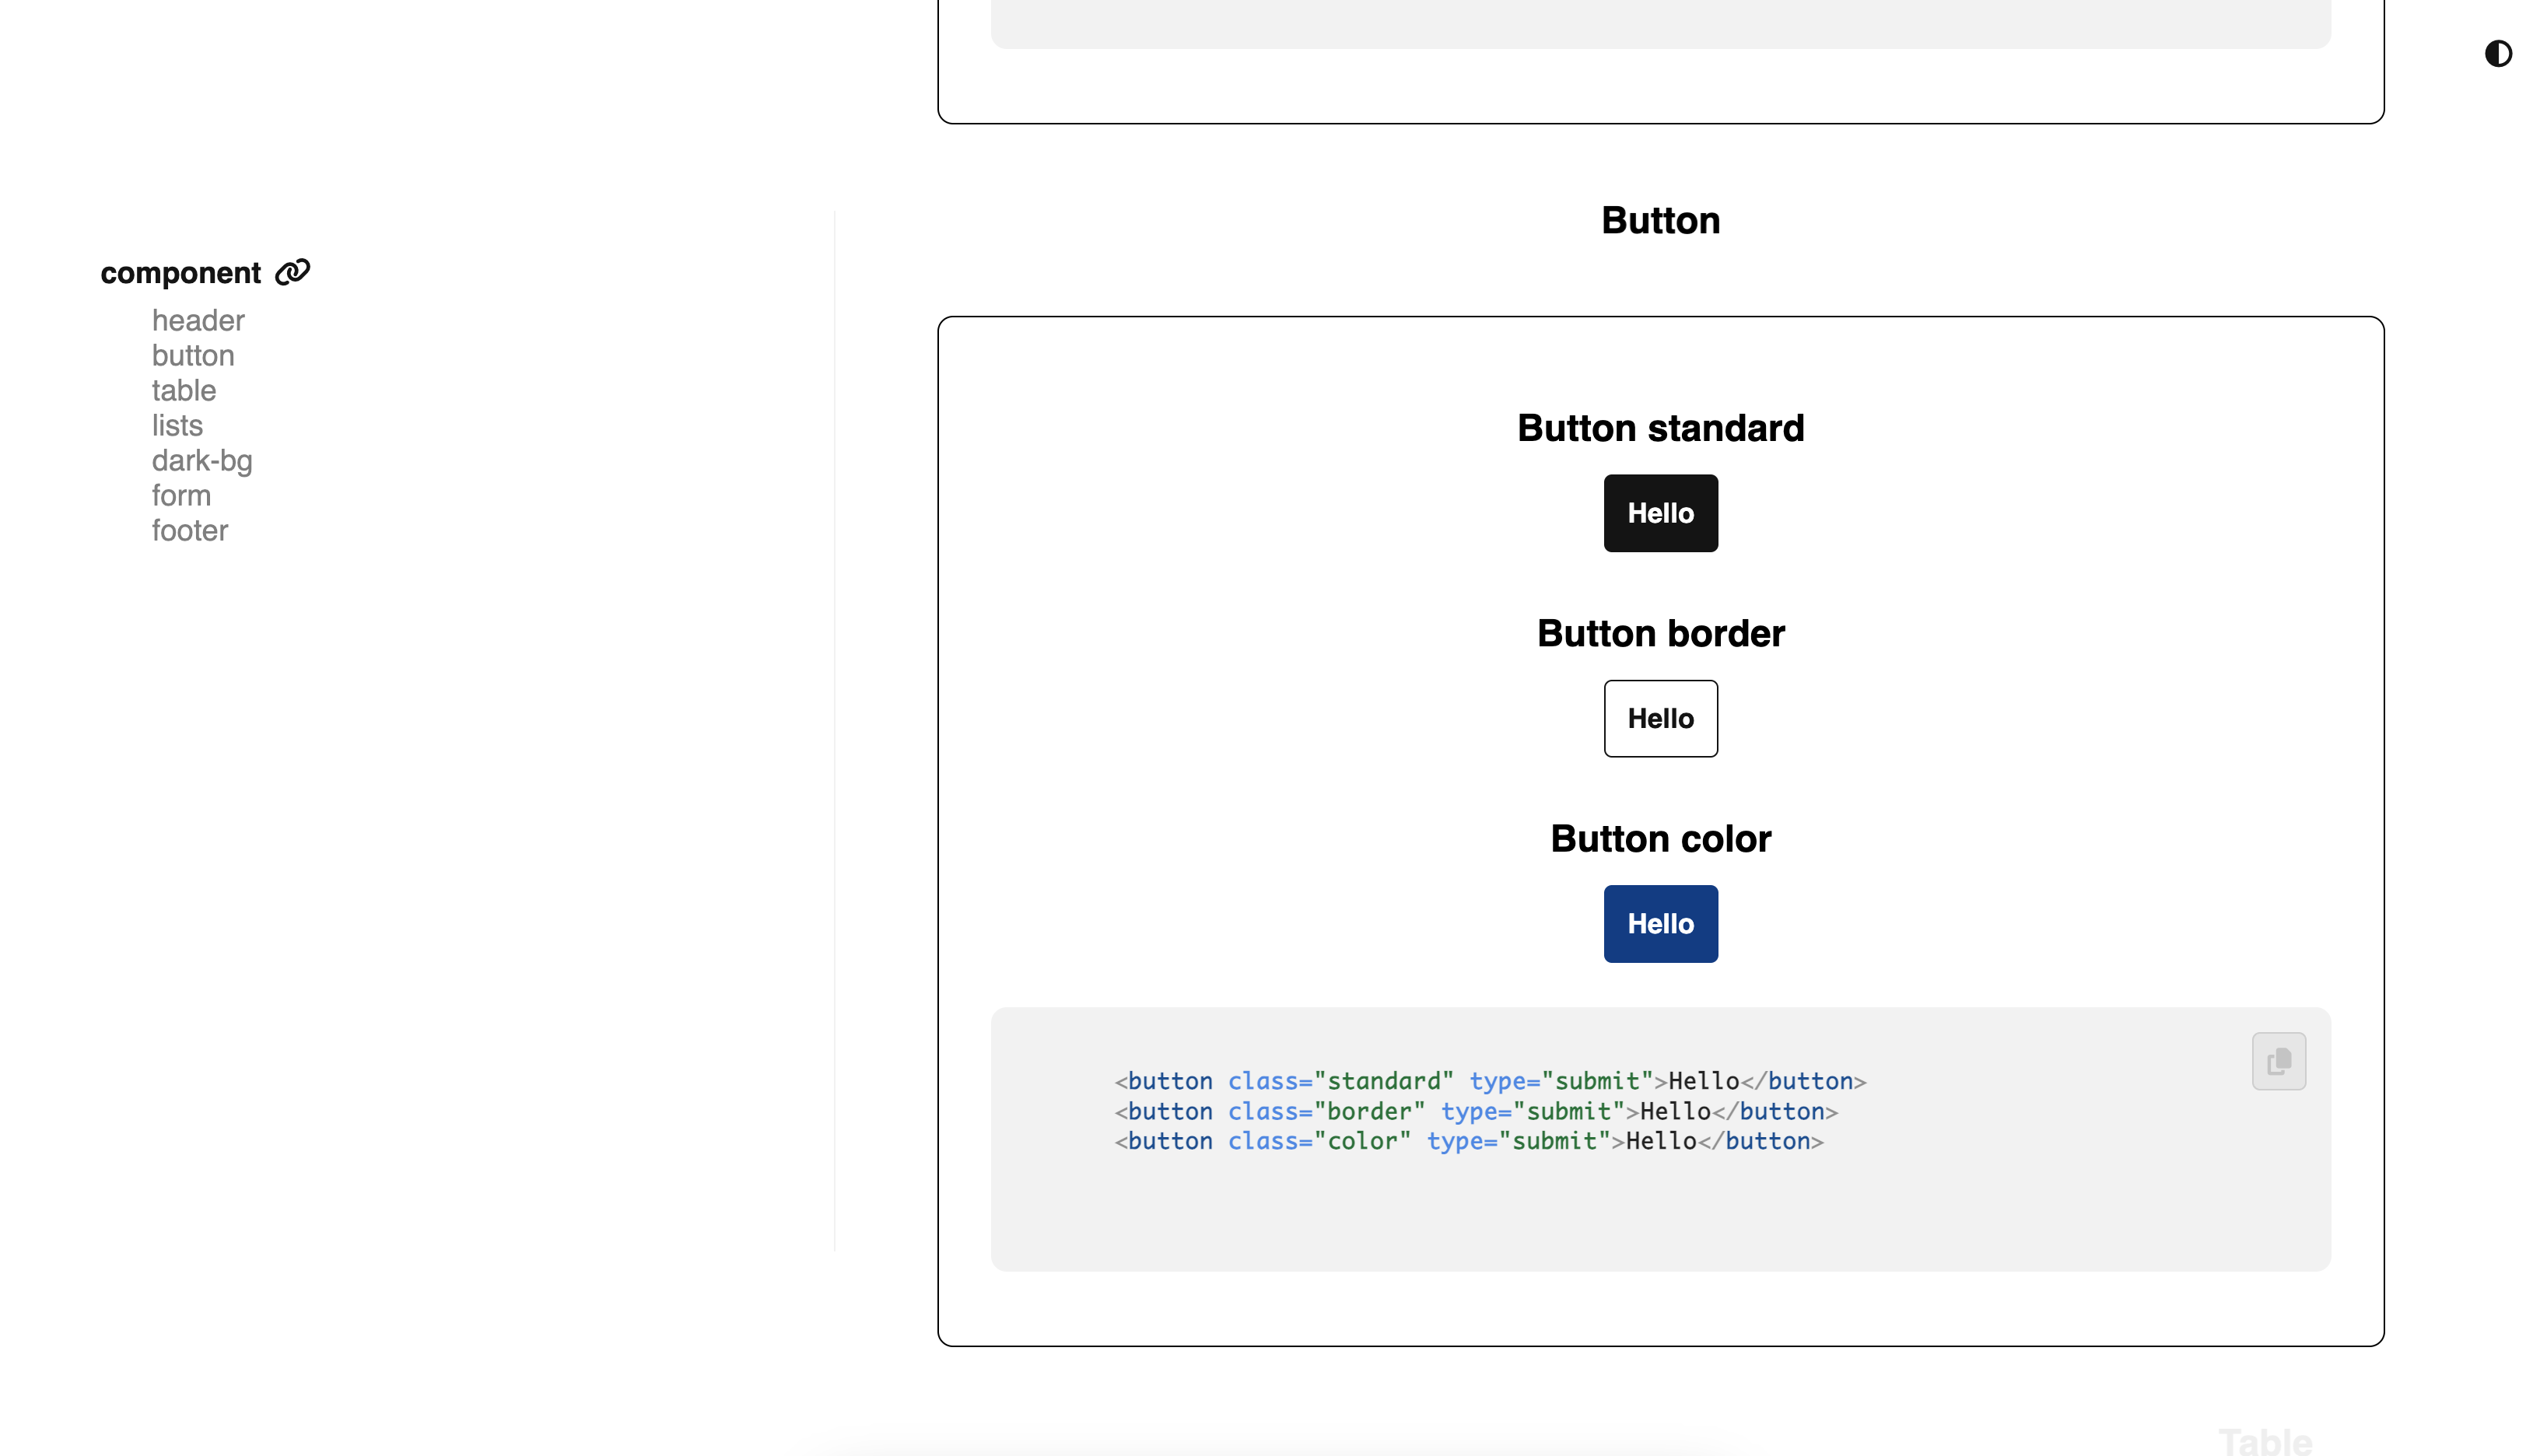 component
header
button
table
lists
dark-bg
form
footer
Button
Button standard
Hello
Button border
Hello
Button color
Hello
<button class="standard" type="submit">Hello</button>
<button class="border" type="submit">Hello</button>
<button class="color" type="submit">Hello</button>
Table